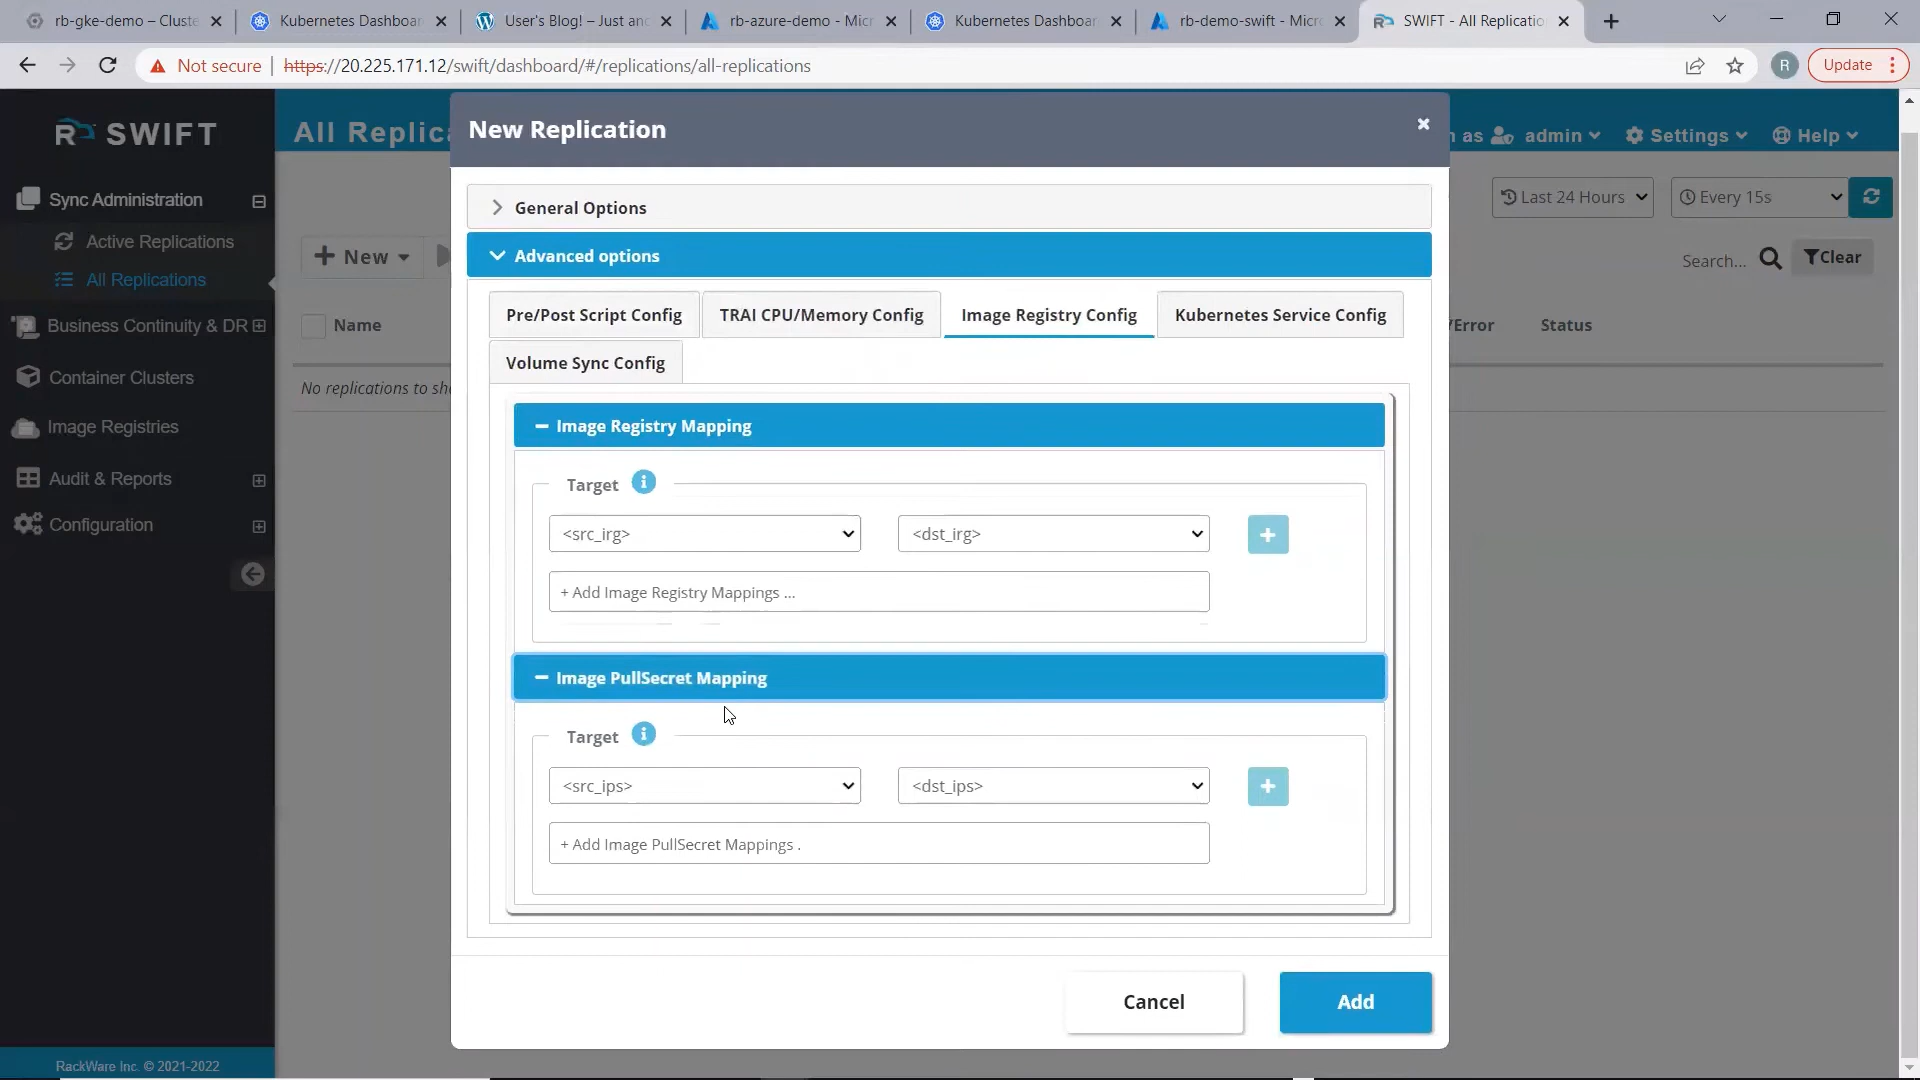 rb-gke-demo – Cluste
Kubernetes Dashboar
User's Blog! – Just an
rb-azure-demo - Micr
Kubernetes Dashboar
rb-demo-swift - Micr
SWIFT - All Replicatio
Not secure
https://20.225.171.12/swift/dashboard/#/replications/all-replications
R
Update
SWIFT
All Replica
New Replication
n as admin
Settings
Help
Sync Administration
Active Replications
All Replications
Business Continuity & DR
Container Clusters
Image Registries
Audit & Reports
Configuration
RackWare Inc. © 2021-2022
+ New
Name
No replications to sh
Last 24 Hours
Every 15s
Search...
Clear
/Error
Status
General Options
Advanced options
Pre/Post Script Config
TRAI CPU/Memory Config
Image Registry Config
Kubernetes Service Config
Volume Sync Config
Image Registry Mapping
Target
<src_irg>
<dst_irg>
+ Add Image Registry Mappings ...
Image PullSecret Mapping
Target
<src_ips>
<dst_ips>
+ Add Image PullSecret Mappings .
Cancel
Add